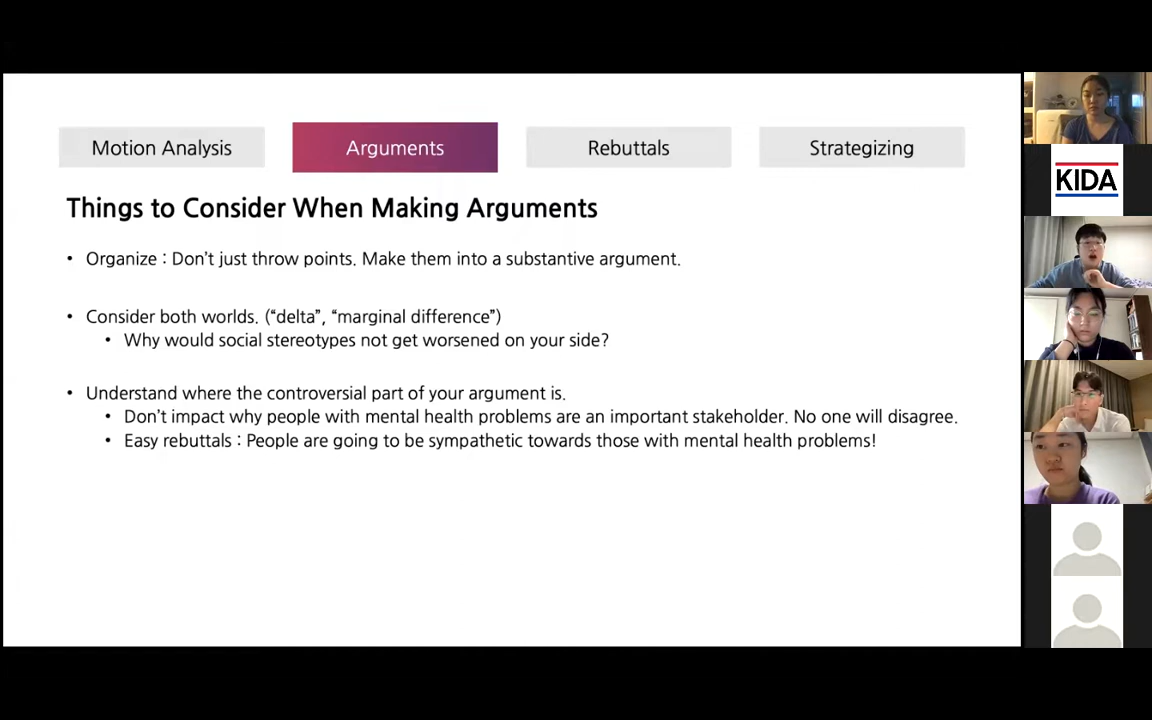 Motion Analysis
Arguments
Rebuttals
Strategizing
Things to Consider When Making Arguments
• Organize : Don't just throw points. Make them into a substantive argument.
• Consider both worlds. ("delta", "marginal difference")
• Why would social stereotypes not get worsened on your side?
• Understand where the controversial part of your argument is.
• Don't impact why people with mental health problems are an important stakeholder. No one will disagree.
• Easy rebuttals : People are going to be sympathetic towards those with mental health problems!
KIDA